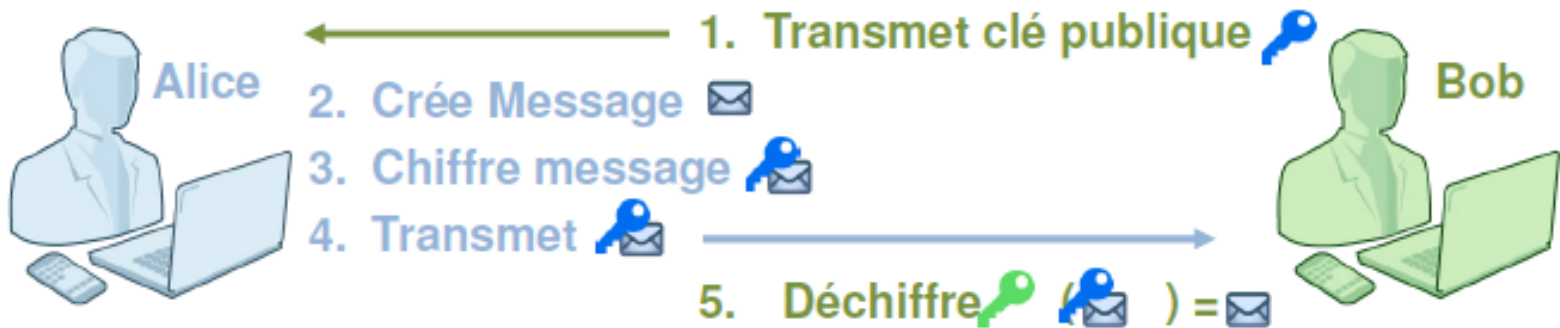 1. Transmet clé publique
Alice
Bob
2. Crée Message
3. Chiffre message
4. Transmet
5. Déchiffre ( ) =